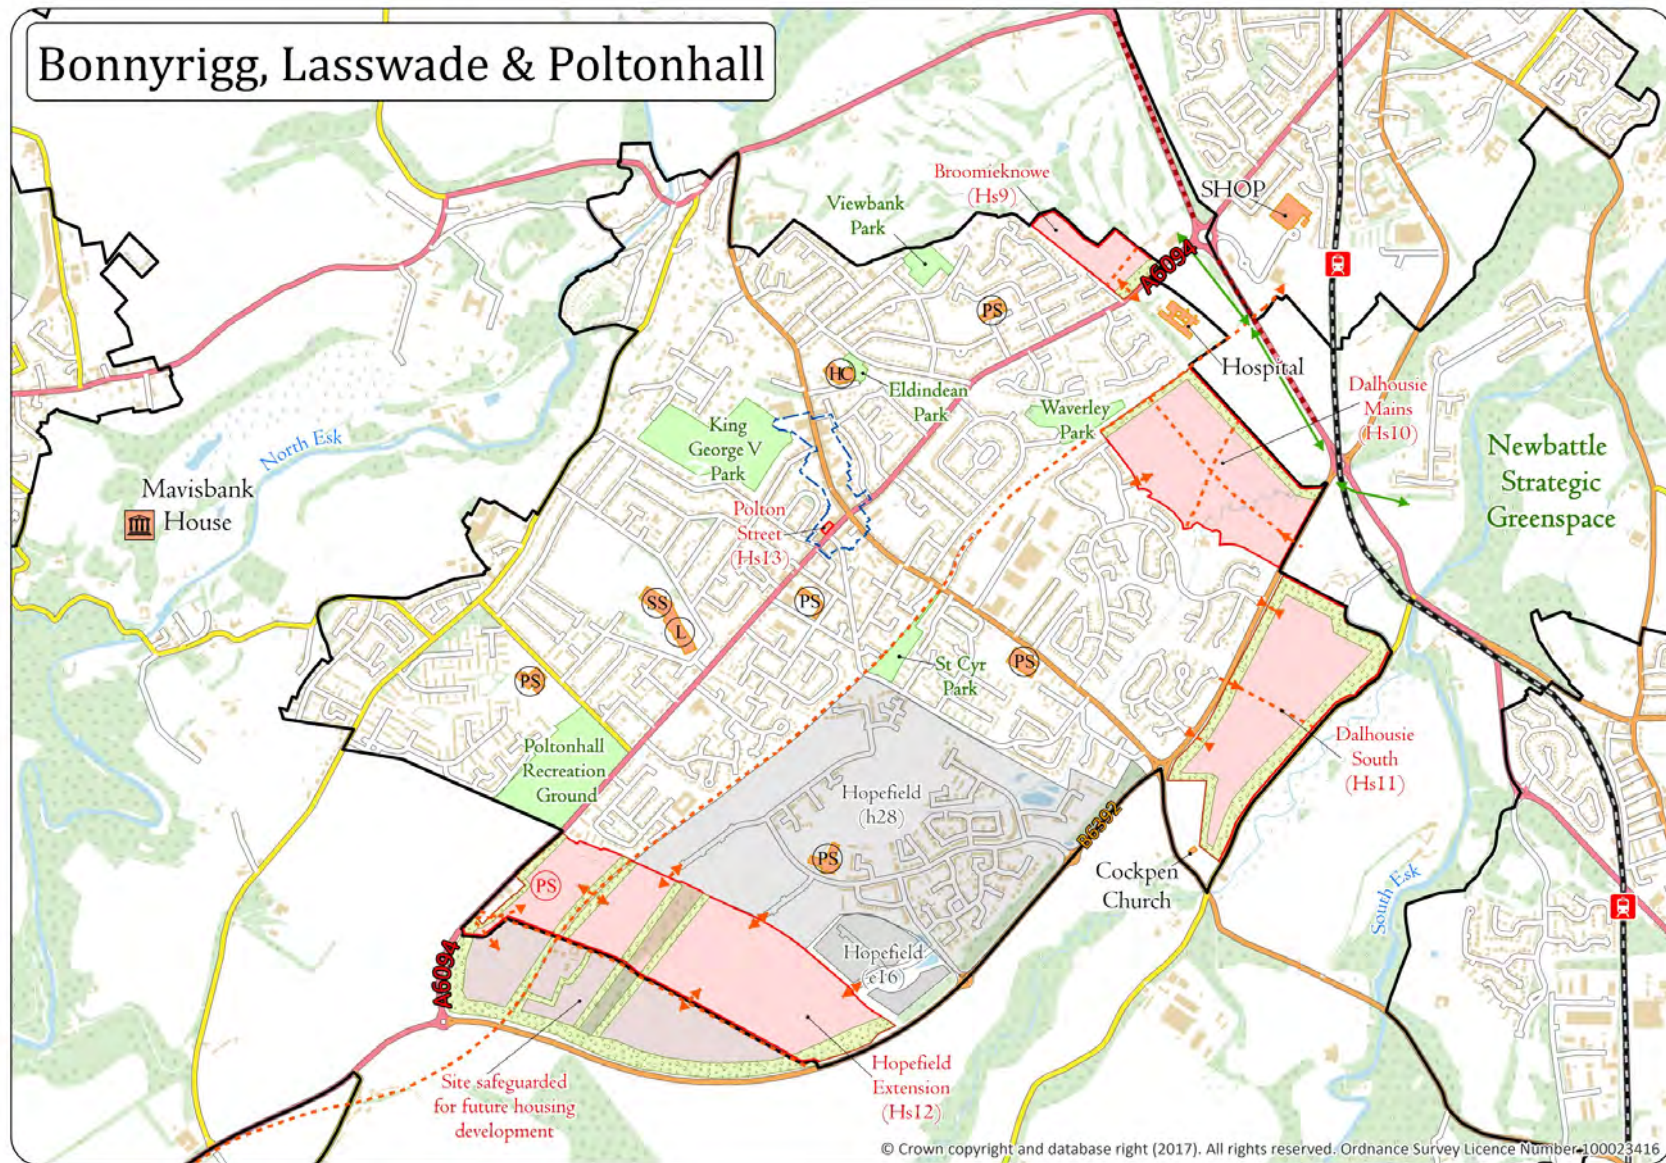 Bonnyrigg, Lasswade & Poltonhall
Broomieknowe
(Hs9)
SHOP
Viewbank
Park
A6094
PS
Hospital
HC
Eldindean
Park
Waverley
Park
Dalhousie
Mains
(Hs10)
King
George V
Park
North Esk
Newbattle
Strategic
Greenspace
Mavisbank
House
Polton
Street
(Hs13)
SS
L
PS
PS
St Cyr
Park
PS
Poltonhall
Recreation
Ground
Dalhousie
South
(Hs11)
Hopefield
(h28)
B6392
PS
PS
Cockpen
Church
South Esk
A6094
Hopefield
(e16)
Site safeguarded
for future housing
development
Hopefield
Extension
(Hs12)
© Crown copyright and database right (2017). All rights reserved. Ordnance Survey Licence Number 100023416